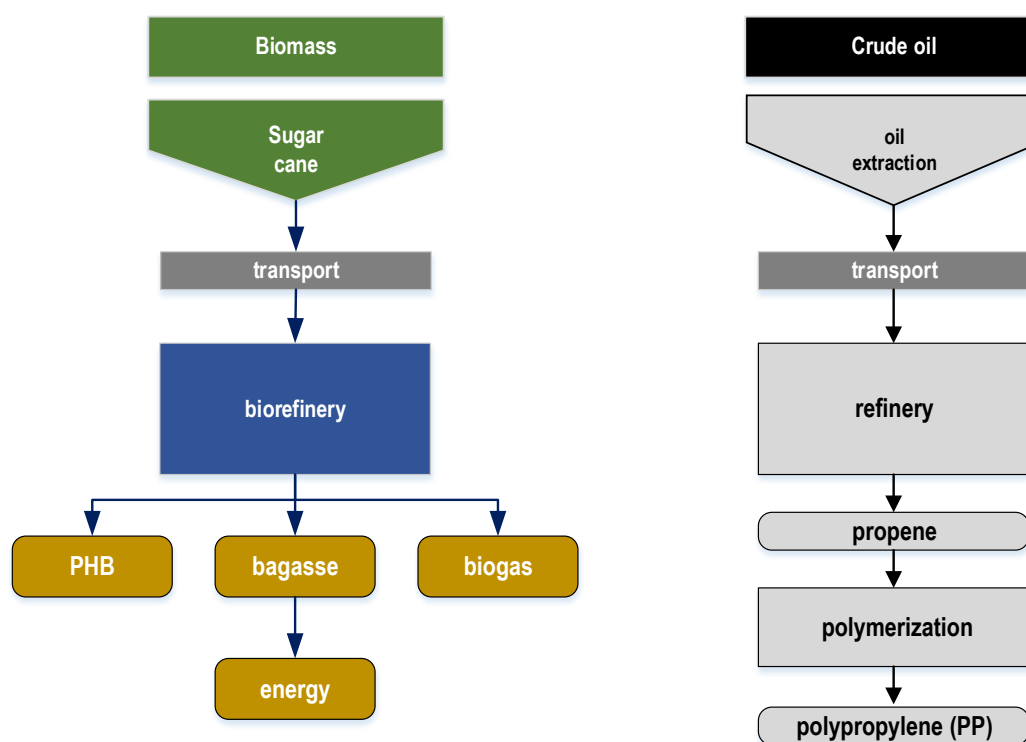 Biomass
Sugar
cane
transport
biorefinery
PHB
bagasse
biogas
energy
Crude oil
oil
extraction
transport
refinery
propene
polymerization
polypropylene (PP)